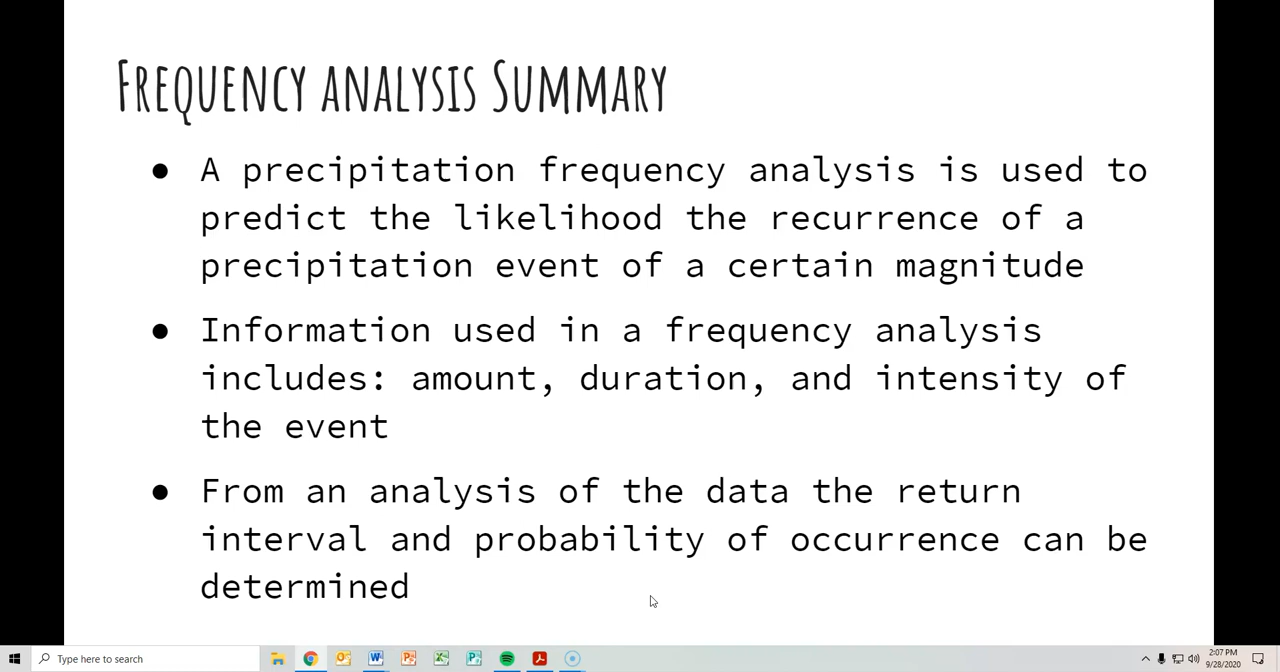 Frequency analysis Summary
● A precipitation frequency analysis is used to
predict the likelihood the recurrence of a
precipitation event of a certain magnitude
● Information used in a frequency analysis
includes: amount, duration, and intensity of
the event
● From an analysis of the data the return
interval and probability of occurrence can be
determined
Type here to search
2:07 PM
9/28/2020